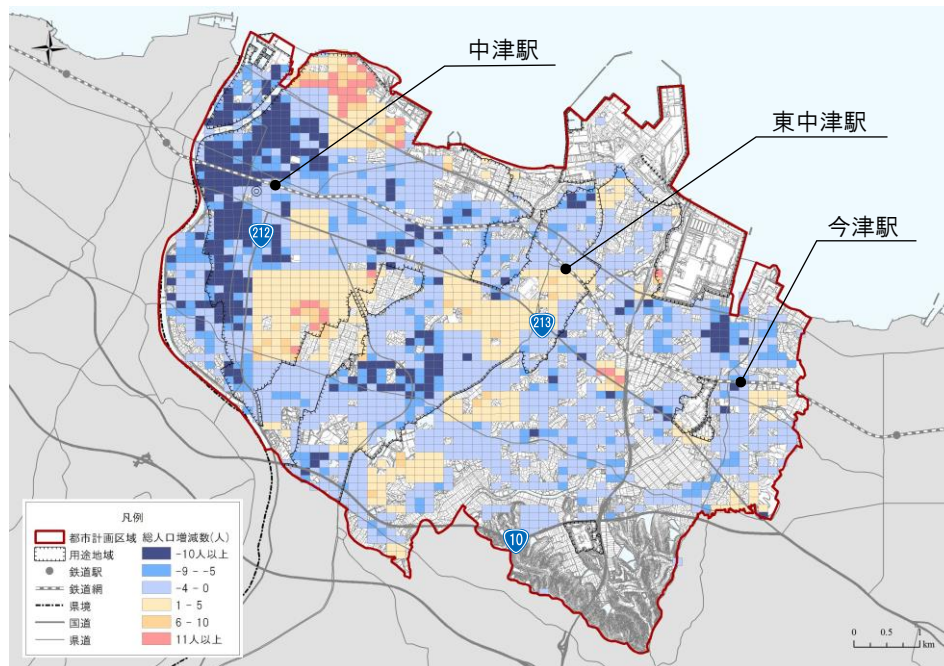 中津駅
東中津駅
今津駅
212
213
10
凡例
都市計画区域
用途地域
鉄道駅
鉄道網
県境
国道
県道
総人口増減数(人)
-10人以上
-9 - -5
-4 - 0
1 - 5
6 - 10
11人以上
0 0.5 1
km